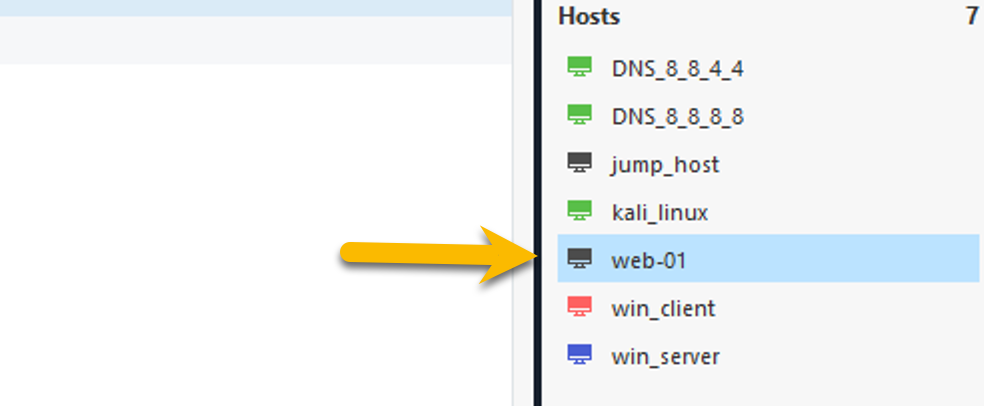 Hosts 7
DNS_8_8_4_4
DNS_8_8_8_8
jump_host
kali_linux
web-01
win_client
win_server